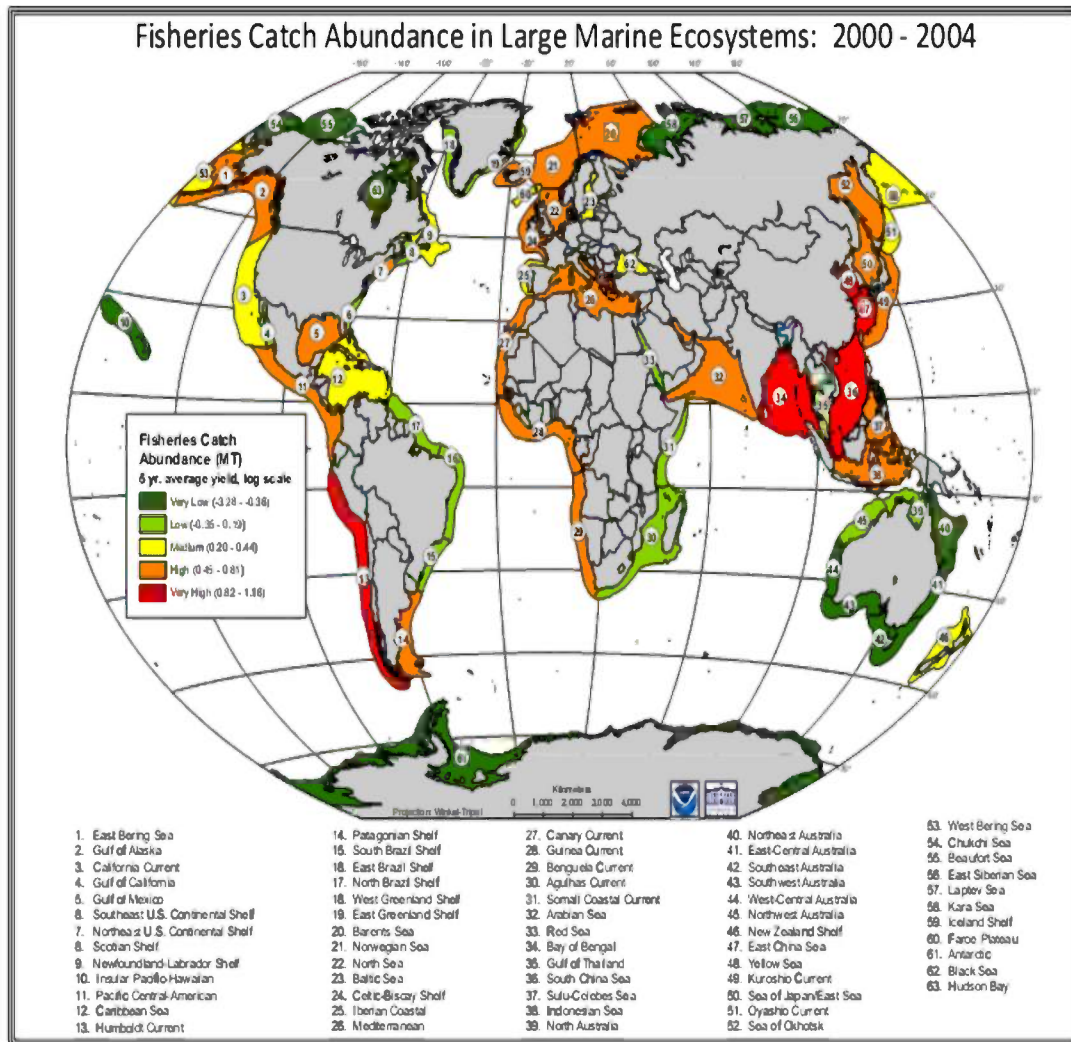 Fisheries Catch Abundance in Large Marine Ecosystems: 2000 - 2004
Fisheries Catch
Abundance (MT)
5 yr. average yield, log scale
Very Low (-3.28 - -0.36)
Low (-0.35 - 0.19)
Medium (0.20 - 0.44)
High (0.45 - 0.81)
Very High (0.82 - 1.16)
Kilometers
0 1,000 2,000 3,000 4,000
Projection: Winkel-Tripel
1. East Bering Sea
2. Gulf of Alaska
3. California Current
4. Gulf of California
5. Gulf of Mexico
6. Southeast U.S. Continental Shelf
7. Northeast U.S. Continental Shelf
8. Scotian Shelf
9. Newfoundland-Labrador Shelf
10. Insular Pacific-Hawaiian
11. Pacific Central-American
12. Caribbean Sea
13. Humboldt Current
14. Patagonian Shelf
15. South Brazil Shelf
16. East Brazil Shelf
17. North Brazil Shelf
18. West Greenland Shelf
19. East Greenland Shelf
20. Barents Sea
21. Norwegian Sea
22. North Sea
23. Baltic Sea
24. Celtic-Biscay Shelf
25. Iberian Coastal
26. Mediterranean
27. Canary Current
28. Guinea Current
29. Benguela Current
30. Agulhas Current
31. Somali Coastal Current
32. Arabian Sea
33. Red Sea
34. Bay of Bengal
35. Gulf of Thailand
36. South China Sea
37. Sulu-Celebes Sea
38. Indonesian Sea
39. North Australia
40. Northeast Australia
41. East-Central Australia
42. Southeast Australia
43. Southwest Australia
44. West-Central Australia
45. Northwest Australia
46. New Zealand Shelf
47. East China Sea
48. Yellow Sea
49. Kuroshio Current
50. Sea of Japan/East Sea
51. Oyashio Current
52. Sea of Okhotsk
53. West Bering Sea
54. Chukchi Sea
55. Beaufort Sea
56. East Siberian Sea
57. Laptev Sea
58. Kara Sea
59. Iceland Shelf
60. Faroe Plateau
61. Antarctic
62. Black Sea
63. Hudson Bay